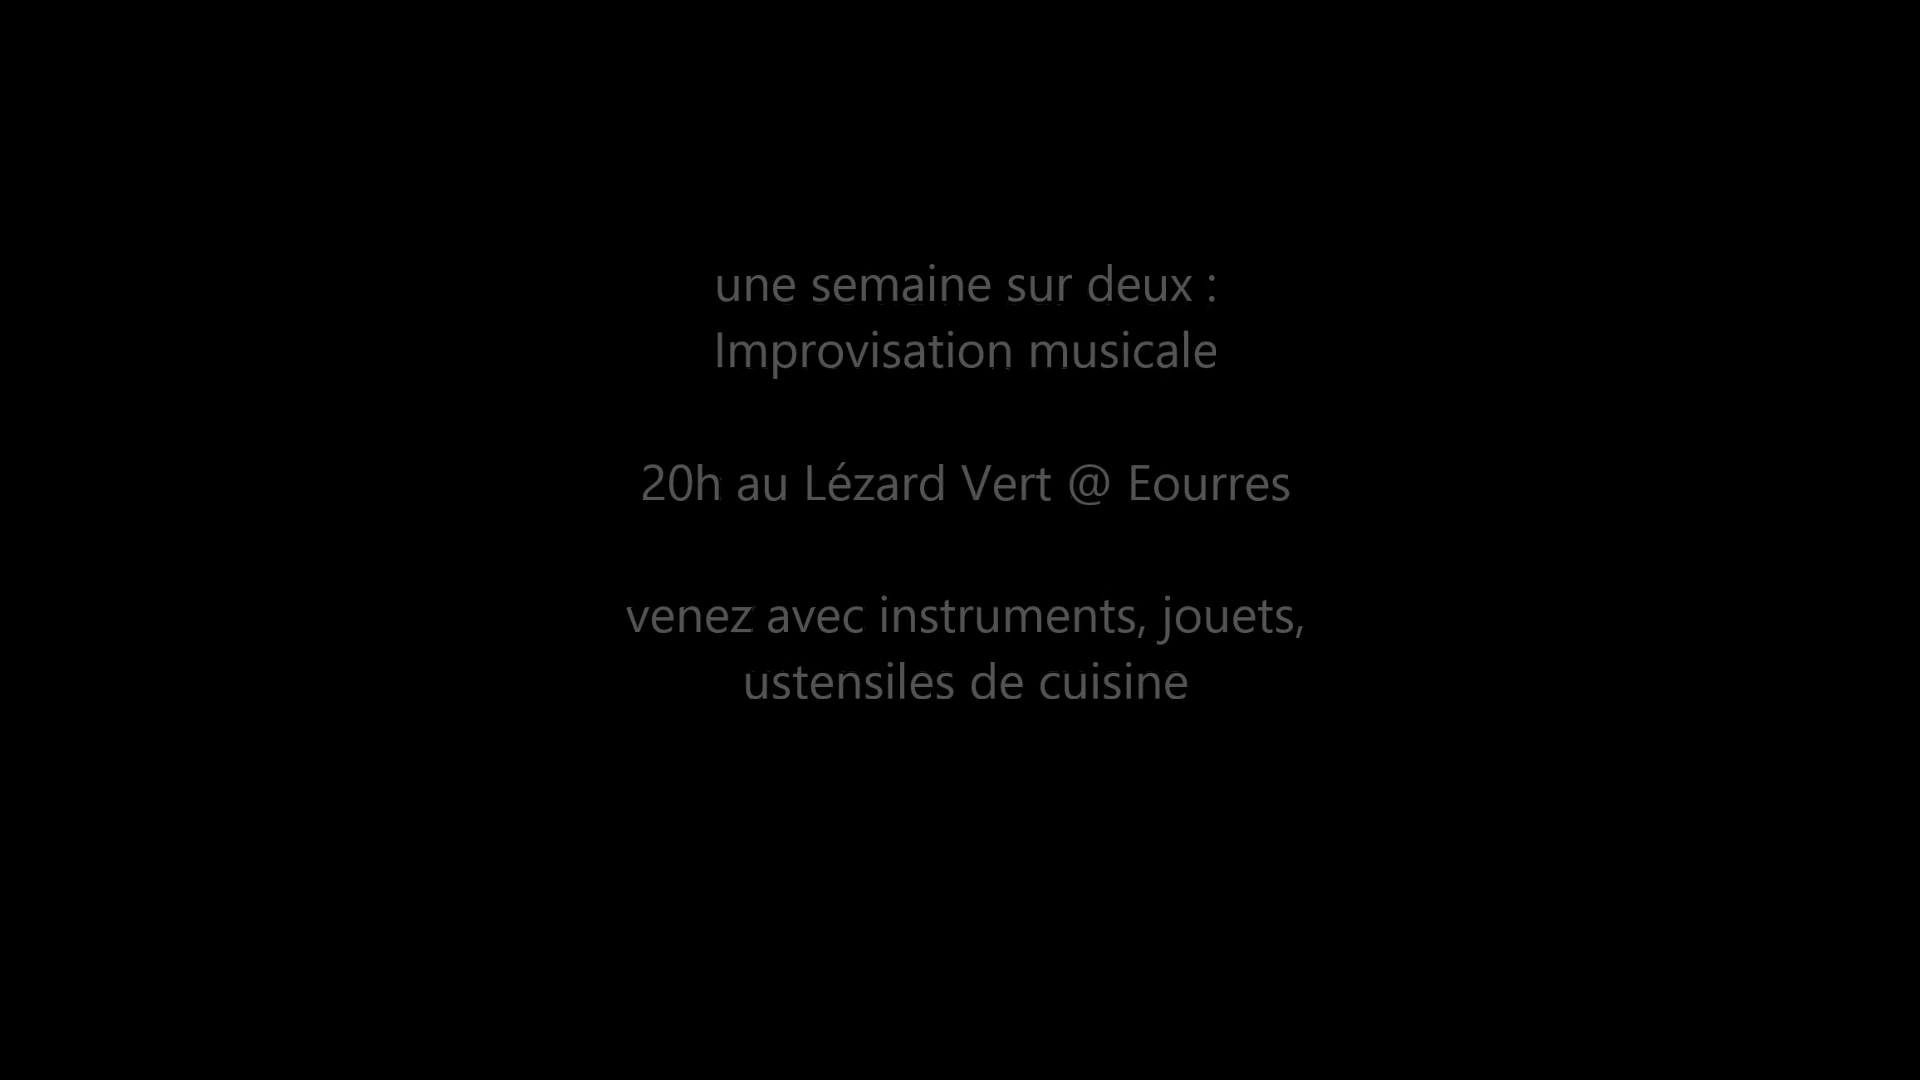 une semaine sur deux :
Improvisation musicale
20h au Lézard Vert @ Eourres
venez avec instruments, jouets,
ustensiles de cuisine